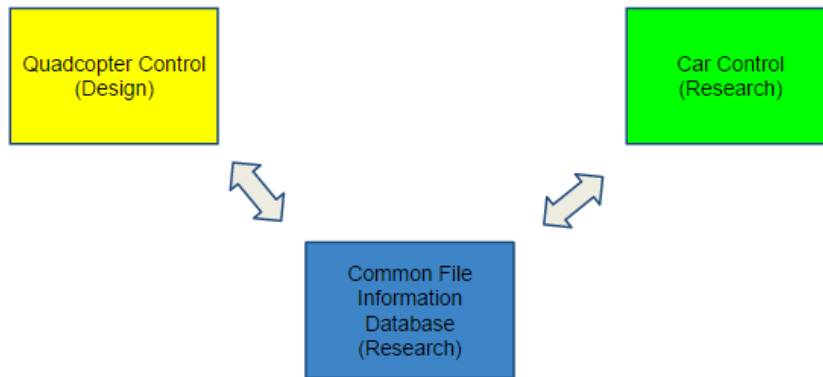 Quadcopter Control
(Design)
Car Control
(Research)
Common File
Information
Database
(Research)